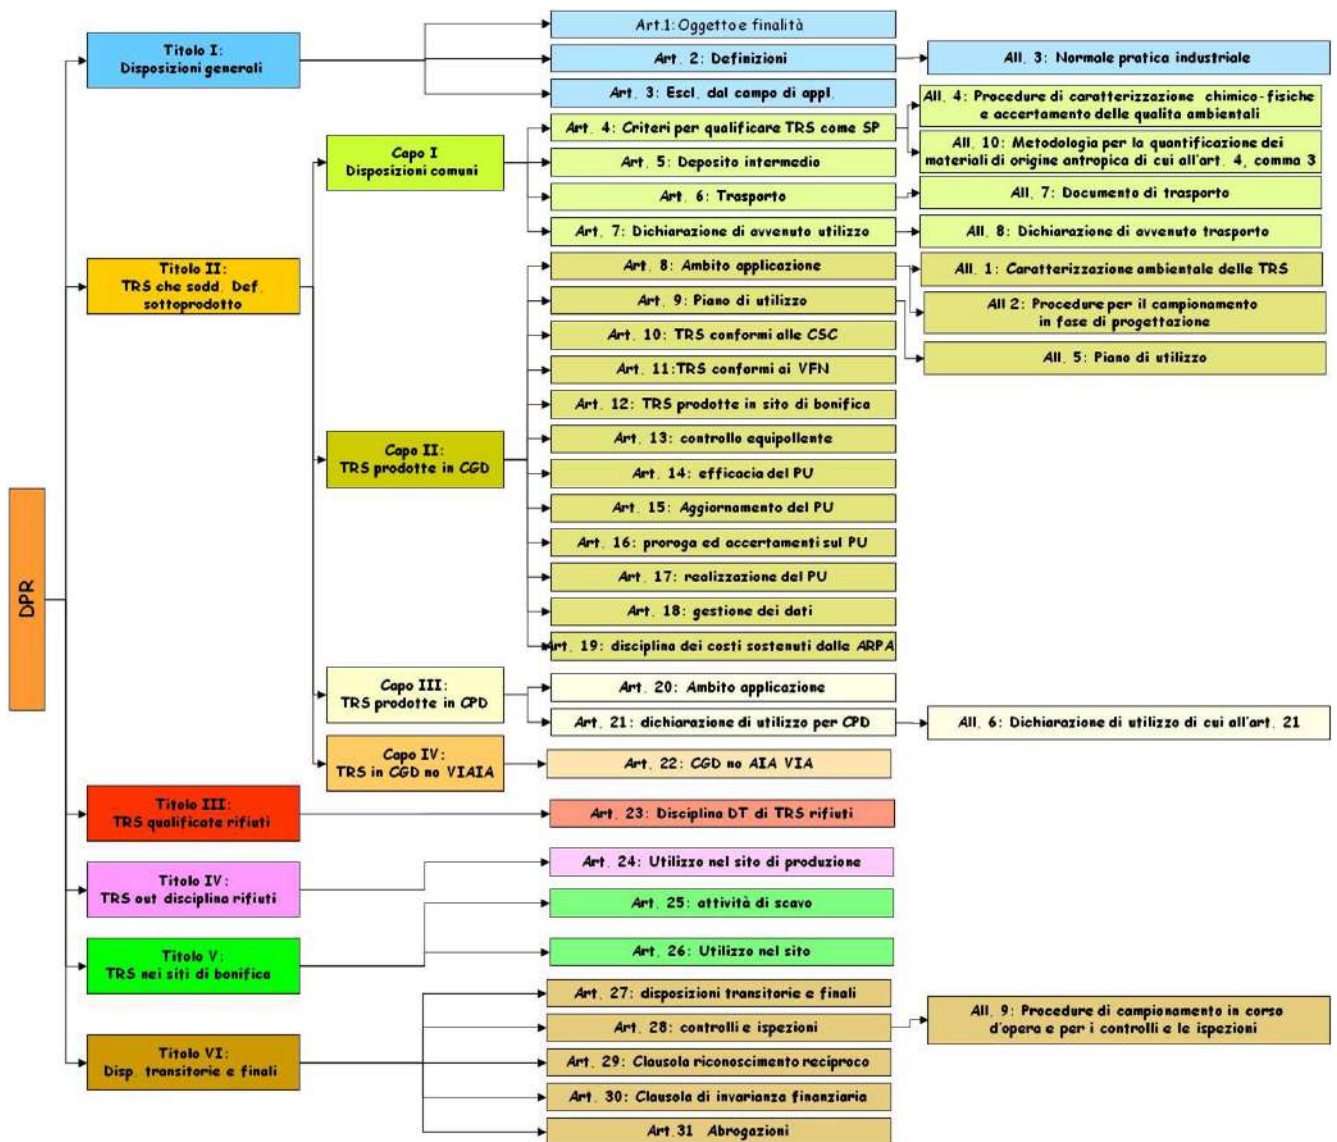 DPR
Titolo I:
Disposizioni generali
Art.1: Oggetto e finalità
Art. 2: Definizioni
All. 3: Normale pratica industriale
Art. 3: Escl. dal campo di appl.
Titolo II:
TRS che sodd. Def.
sottoprodotto
Capo I
Disposizioni comuni
Art. 4: Criteri per qualificare TRS come SP
All. 4: Procedure di caratterizzazione chimico-fisiche
e accertamento delle qualita ambientali
All. 10: Metodologia per la quantificazione dei
materiali di origine antropica di cui all'art. 4, comma 3
Art. 5: Deposito intermedio
Art. 6: Trasporto
All. 7: Documento di trasporto
Art. 7: Dichiarazione di avvenuto utilizzo
All. 8: Dichiarazione di avvenuto trasporto
Capo II:
TRS prodotte in CGD
Art. 8: Ambito applicazione
All. 1: Caratterizzazione ambientale delle TRS
All 2: Procedure per il campionamento
in fase di progettazione
Art. 9: Piano di utilizzo
All. 5: Piano di utilizzo
Art. 10: TRS conformi alle CSC
Art. 11:TRS conformi ai VFN
Art. 12: TRS prodotte in sito di bonifica
Art. 13: controllo equipollente
Art. 14: efficacia del PU
Art. 15: Aggiornamento del PU
Art. 16: proroga ed accertamenti sul PU
Art. 17: realizzazione del PU
Art. 18: gestione dei dati
Art. 19: disciplina dei costi sostenuti dalle ARPA
Capo III:
TRS prodotte in CPD
Art. 20: Ambito applicazione
Art. 21: dichiarazione di utilizzo per CPD
All. 6: Dichiarazione di utilizzo di cui all'art. 21
Capo IV:
TRS in CGD no VIAIA
Art. 22: CGD no AIA VIA
Titolo III:
TRS qualificate rifiuti
Art. 23: Disciplina DT di TRS rifiuti
Titolo IV:
TRS out disciplina rifiuti
Art. 24: Utilizzo nel sito di produzione
Titolo V:
TRS nei siti di bonifica
Art. 25: attività di scavo
Art. 26: Utilizzo nel sito
Titolo VI:
Disp. transitorie e finali
Art. 27: disposizioni transitorie e finali
Art. 28: controlli e ispezioni
All. 9: Procedure di campionamento in corso
d'opera e per i controlli e le ispezioni
Art. 29: Clausola riconoscimento reciproco
Art. 30: Clausola di invarianza finanziaria
Art.31 Abrogazioni